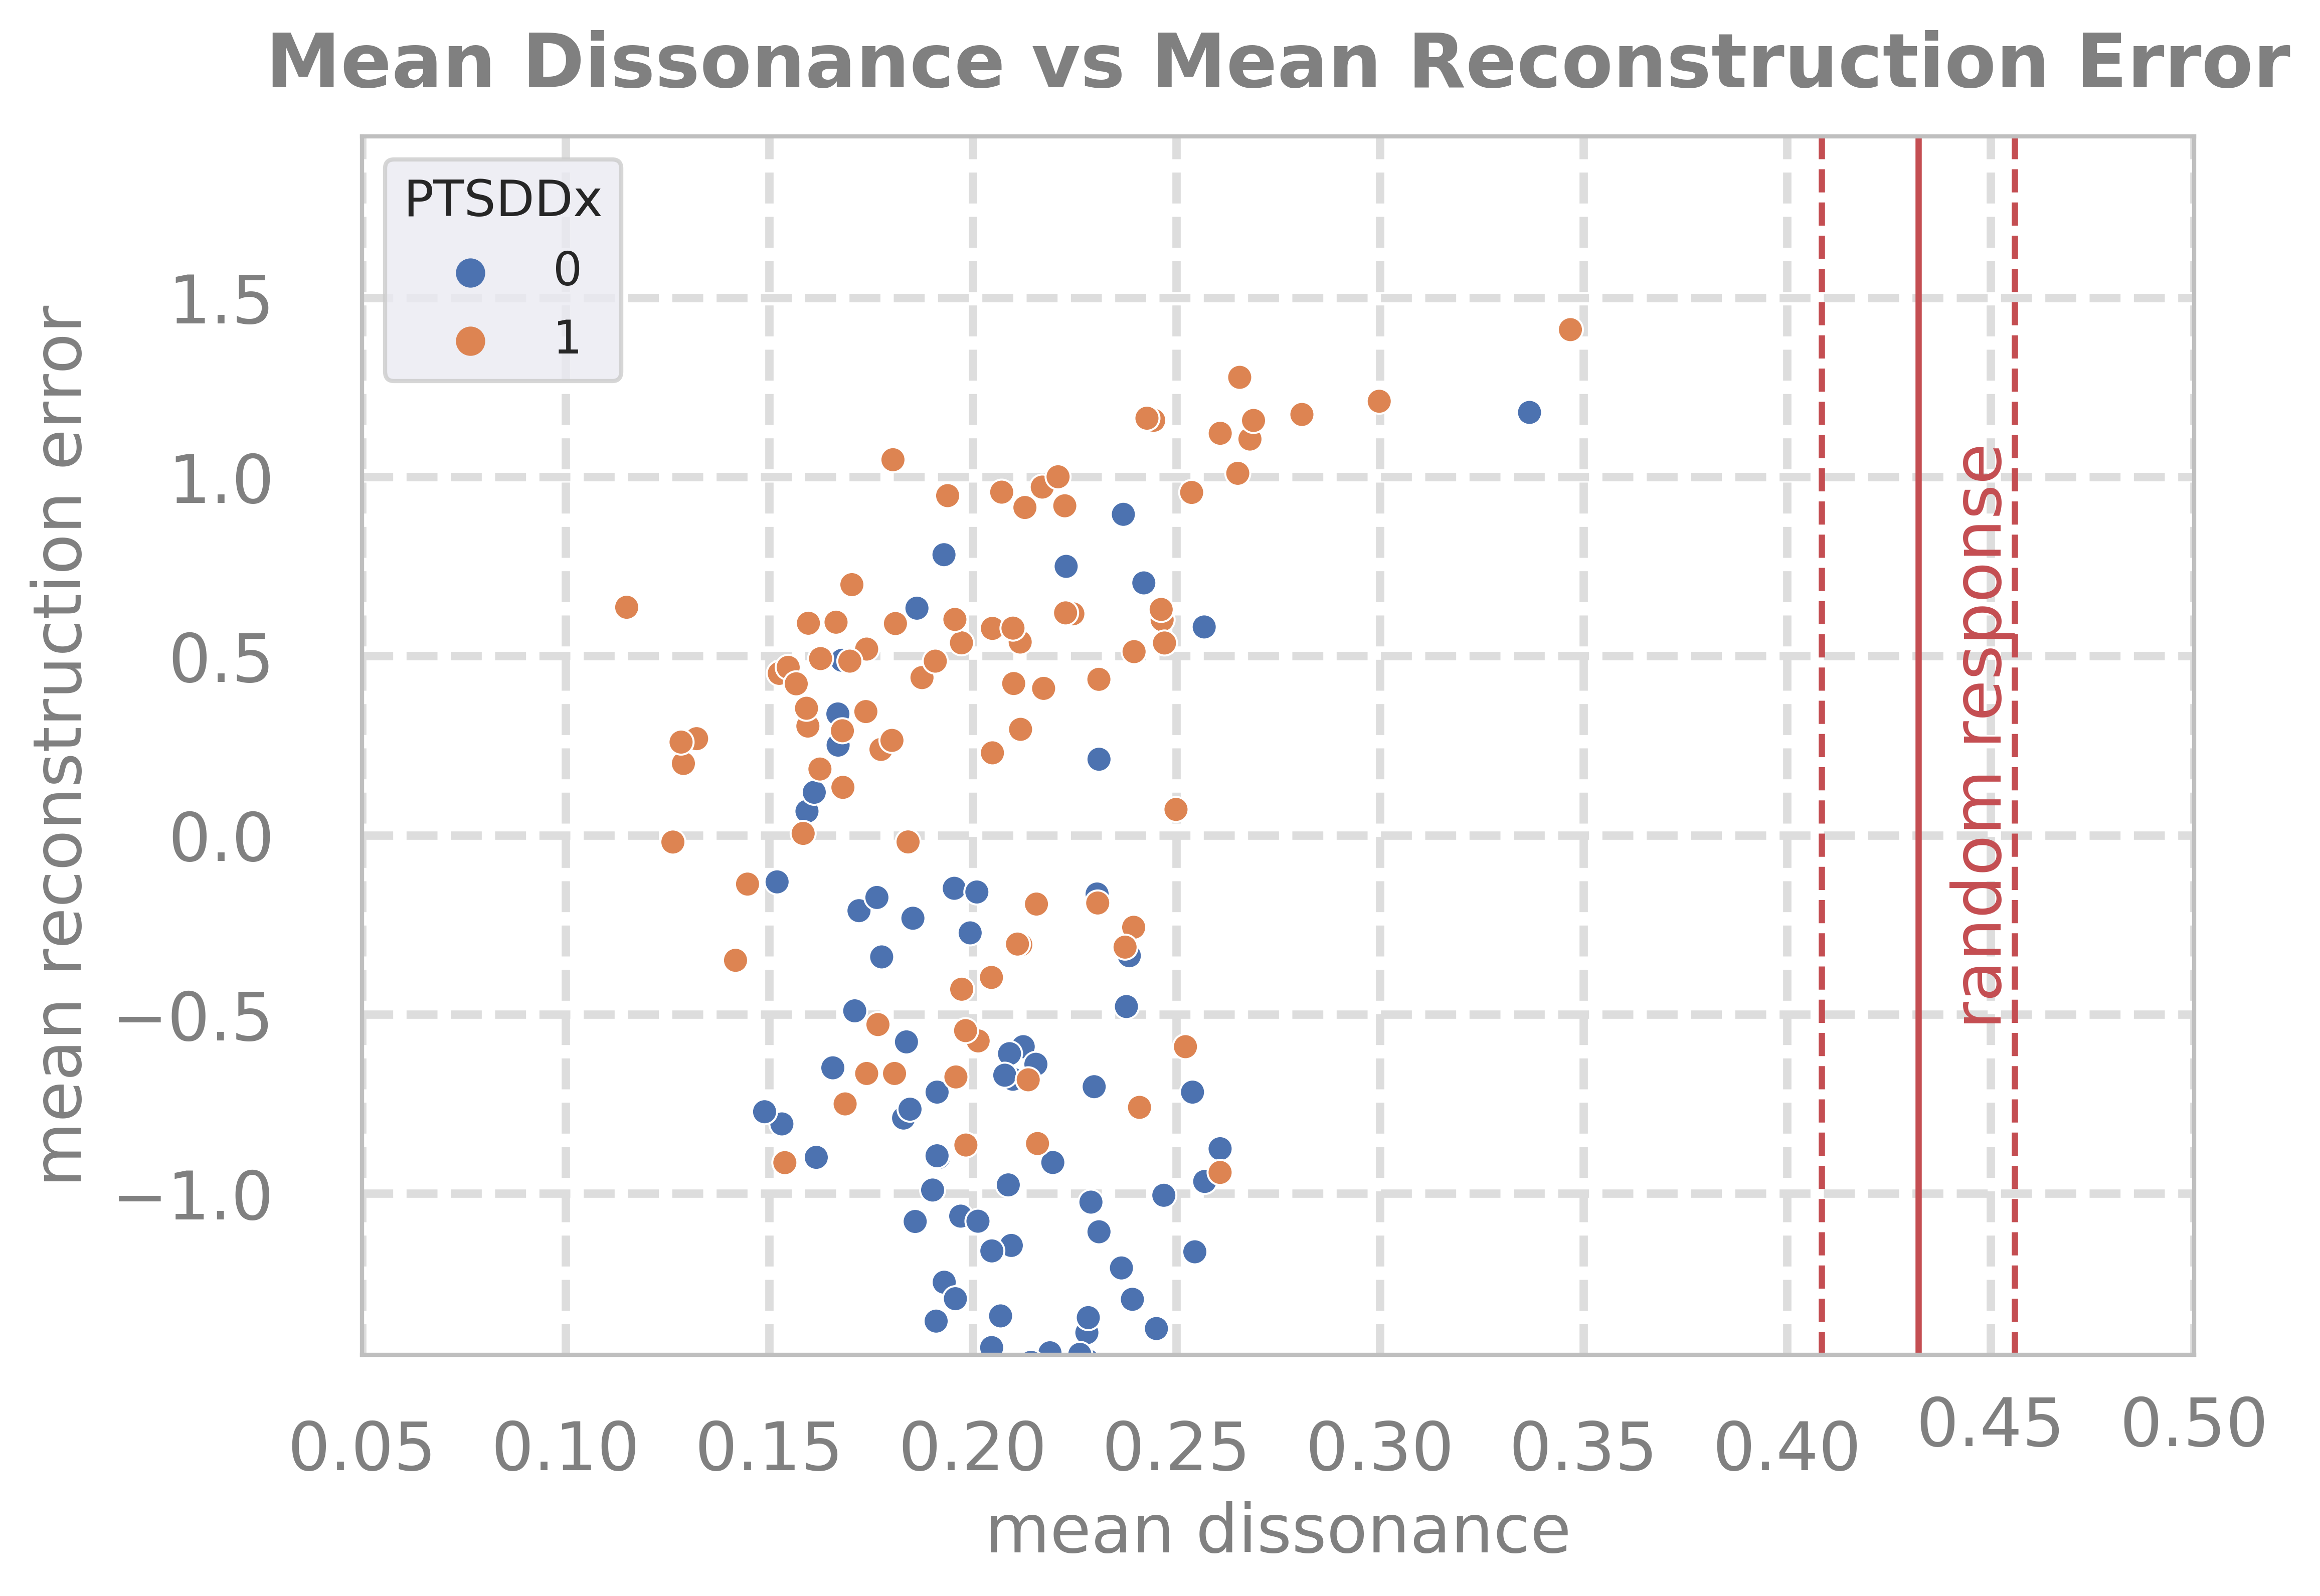 Mean Dissonance vs Mean Reconstruction Error
PTSDDx
0
1
mean reconstruction error
1.5
1.0
0.5
0.0
−0.5
−1.0
random response
0.05 0.10 0.15 0.20 0.25 0.30 0.35 0.40 0.45 0.50
mean dissonance